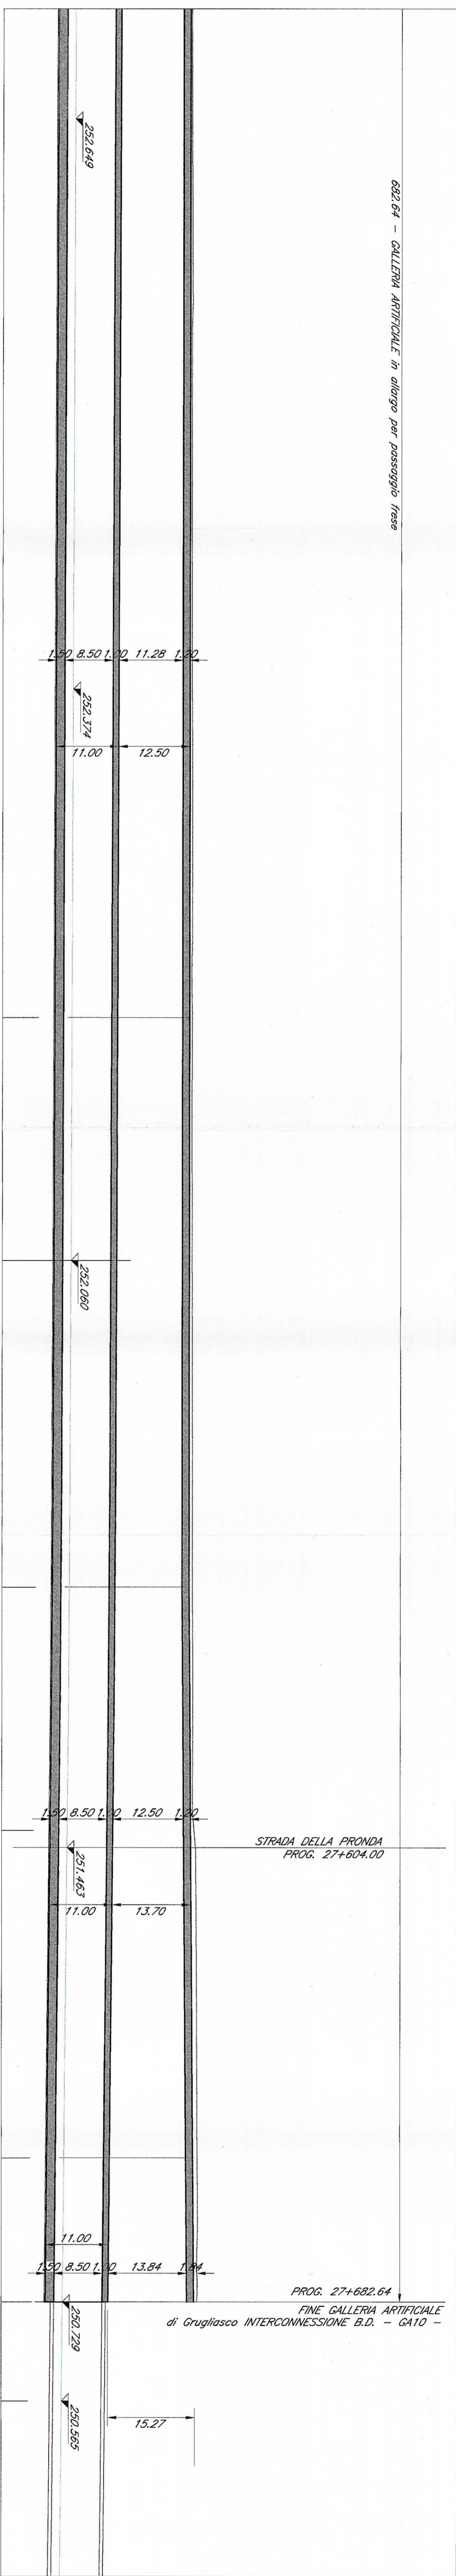 252.649
682.64 - GALLERIA ARTIFICIALE in allargo per passaggio frese
1.50 8.50 1.00 11.28 1.20
252.374
11.00 12.50
252.060
1.50 8.50 1.00 12.50 1.20
STRADA DELLA PRONDA
PROG. 27+604.00
251.463
11.00 13.70
11.00
1.50 8.50 1.00 13.84 1.84
PROG. 27+682.64
FINE GALLERIA ARTIFICIALE
di Grugliasco INTERCONNESSIONE B.D. - GA10 -
250.729
250.565
15.27